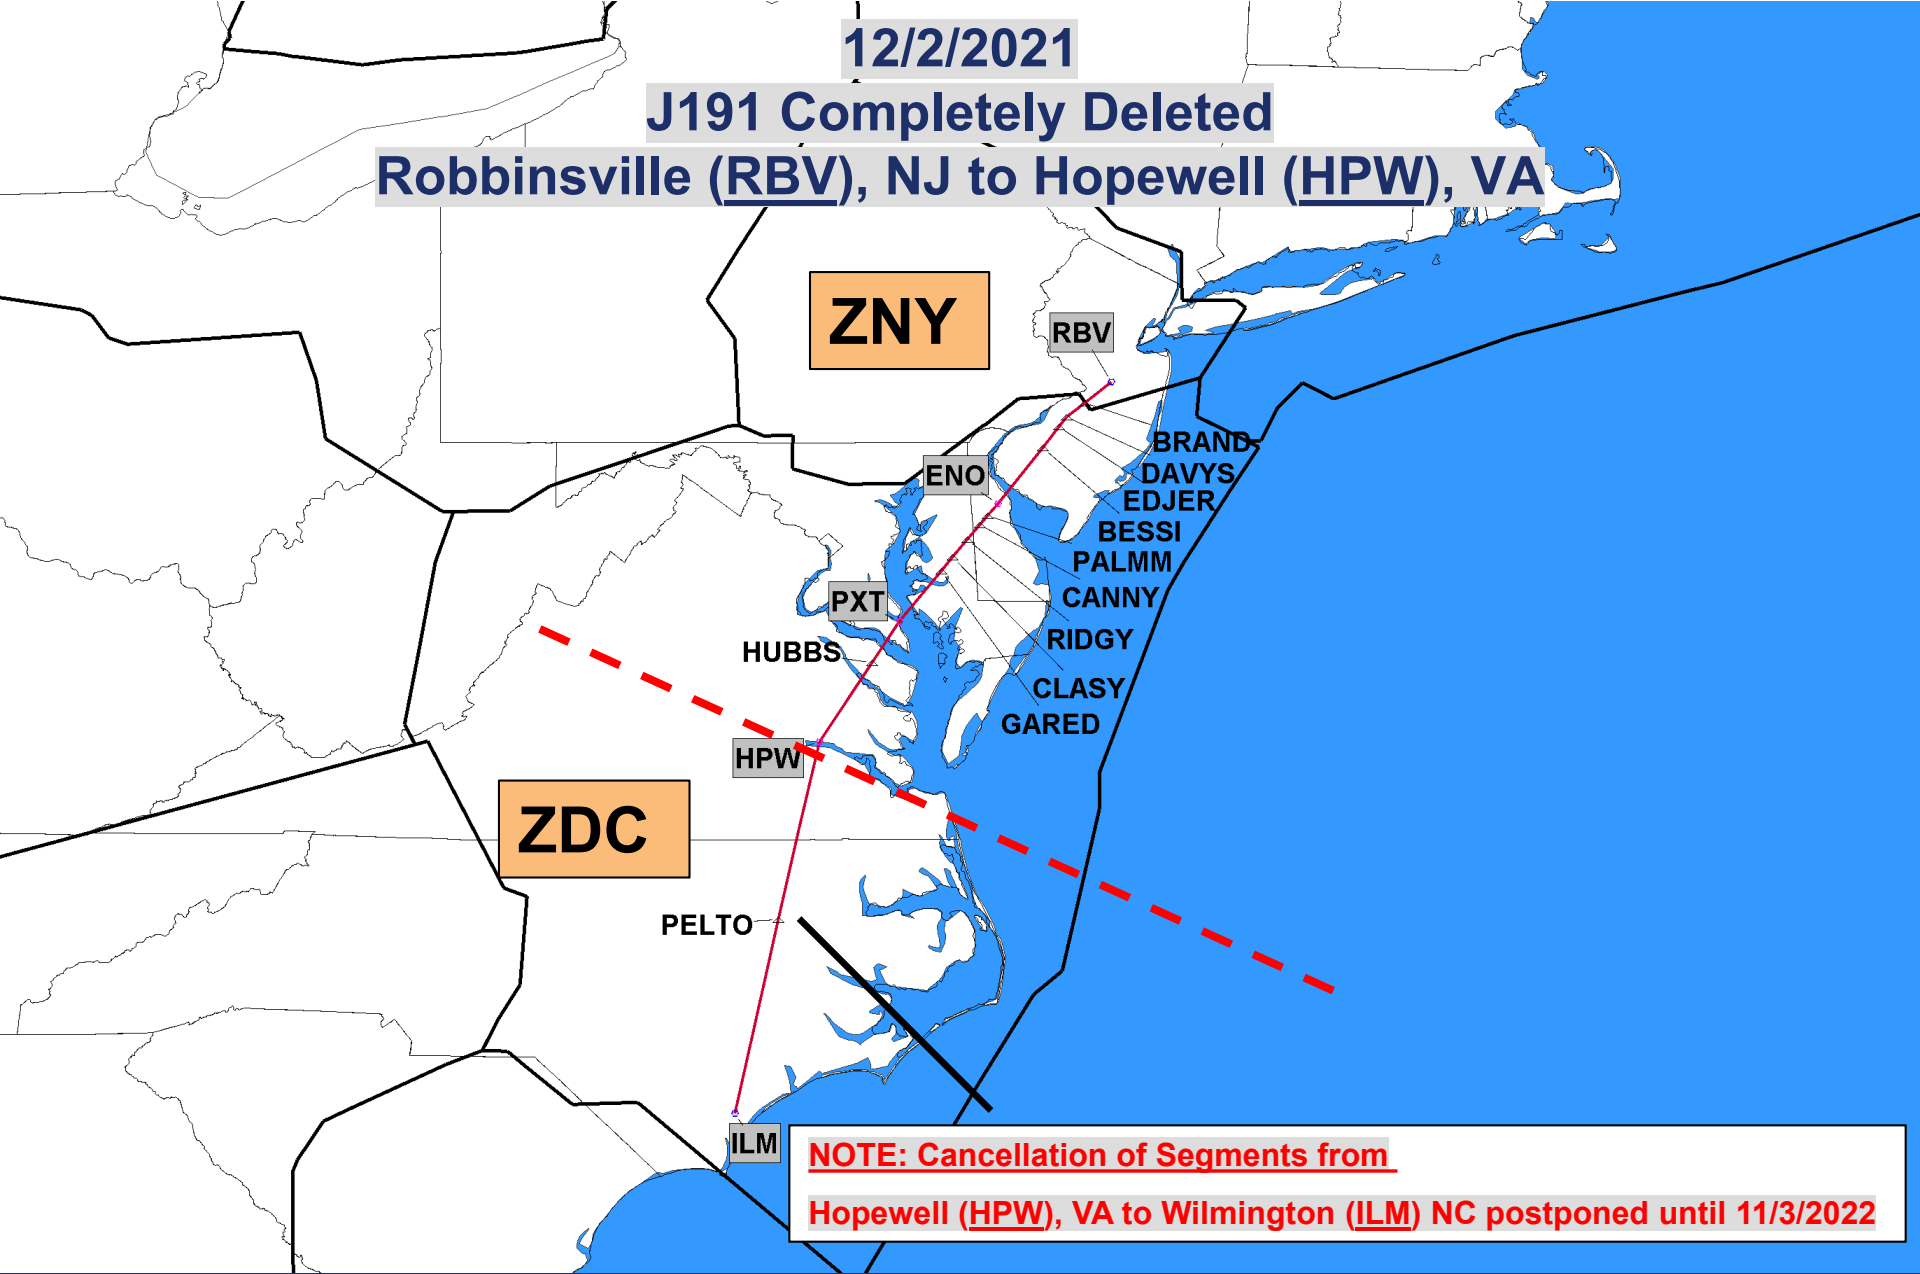 12/2/2021
J191 Completely Deleted
Robbinsville (RBV), NJ to Hopewell (HPW), VA
ZNY
RBV
BRAND
DAVYS
ENO
EDJER
BESSI
PALMM
CANNY
PXT
RIDGY
HUBBS
CLASY
GARED
HPW
ZDC
PELTO
ILM
NOTE: Cancellation of Segments from
Hopewell (HPW), VA to Wilmington (ILM) NC postponed until 11/3/2022